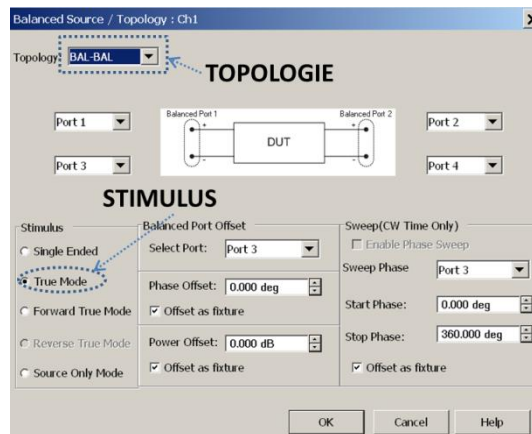 Balanced Source / Topology : Ch1
X
Topology: BAL-BAL
TOPOLOGIE
Port 1
Balanced Port 1
Balanced Port 2
Port 2
+
+
DUT
-
-
Port 3
Port 4
STIMULUS
Stimulus
Single Ended
True Mode
Forward True Mode
Reverse True Mode
Source Only Mode
Balanced Port Offset
Select Port: Port 3
Phase Offset: 0.000 deg
Offset as fixture
Power Offset: 0.000 dB
Offset as fixture
Sweep(CW Time Only)
Enable Phase Sweep
Sweep Phase Port 3
Start Phase: 0.000 deg
Stop Phase: 360.000 deg
Offset as fixture
OK
Cancel
Help